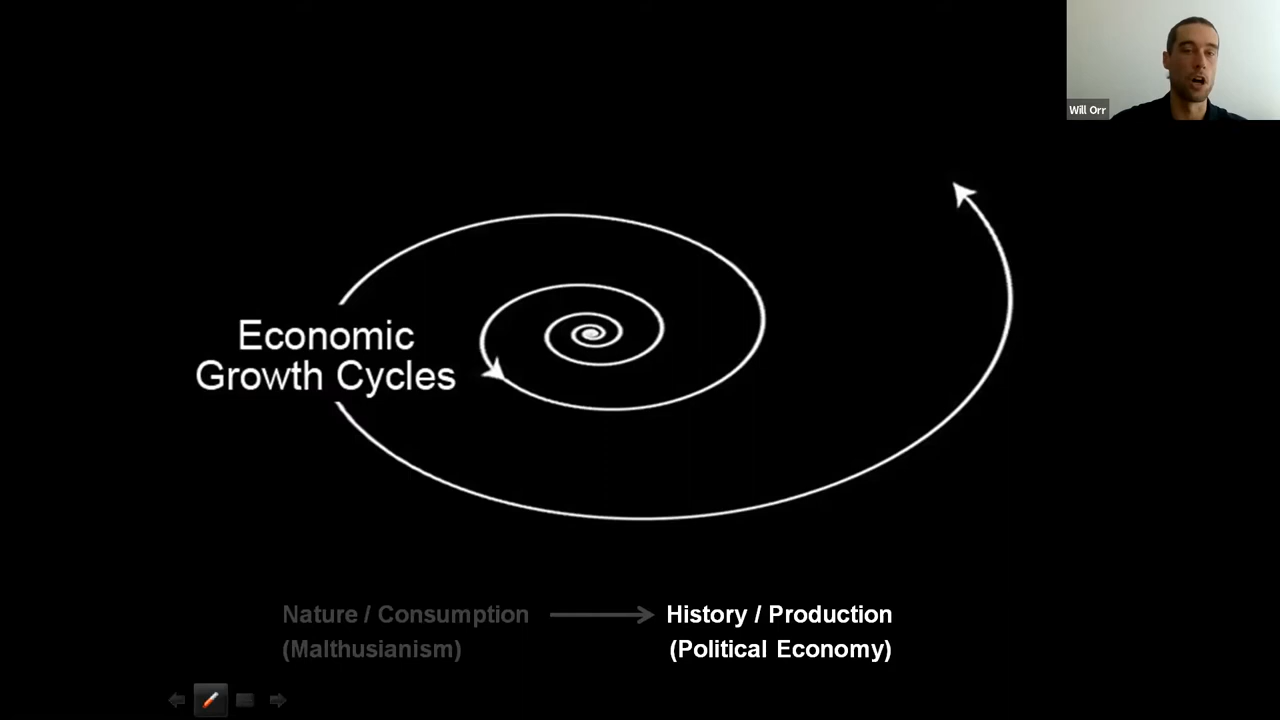 Will Orr
Economic
Growth Cycles
Nature / Consumption
History / Production
(Malthusianism)
(Political Economy)